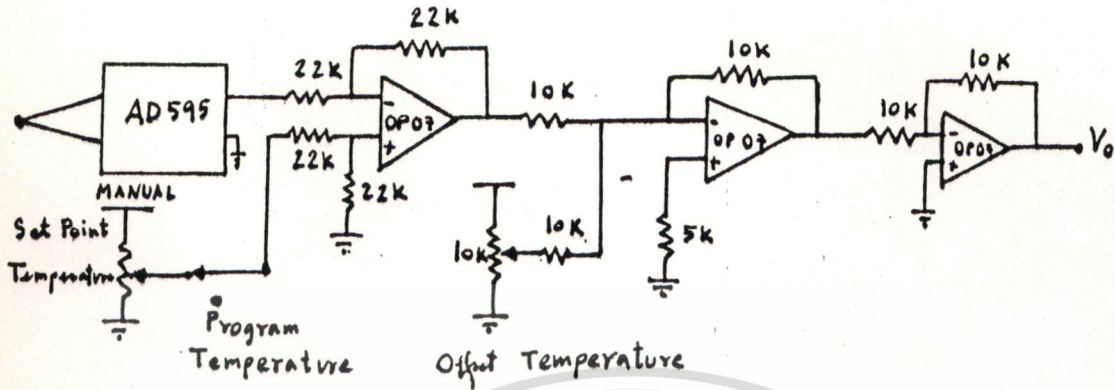 22K
22K
AD595
-
OP07
+
22K
22K
MANUAL
Set Point
Temperature
Program
Temperature
10K
10K
10K
Offset Temperature
10K
-
OP07
+
5K
10K
10K
-
OP07
+
Vo